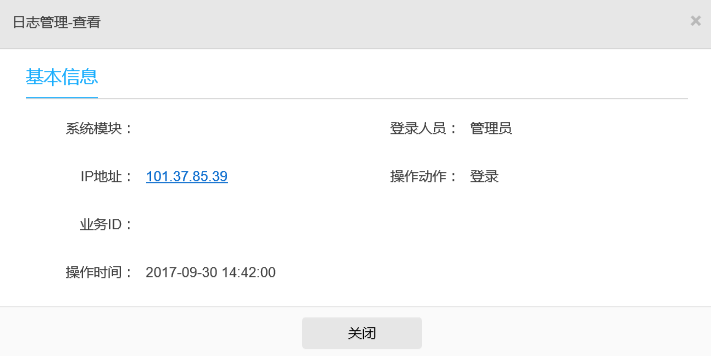 日志管理-查看
×
基本信息
系统模块： 登录人员： 管理员
IP地址： 101.37.85.39 操作动作： 登录
业务ID：
操作时间： 2017-09-30 14:42:00
关闭